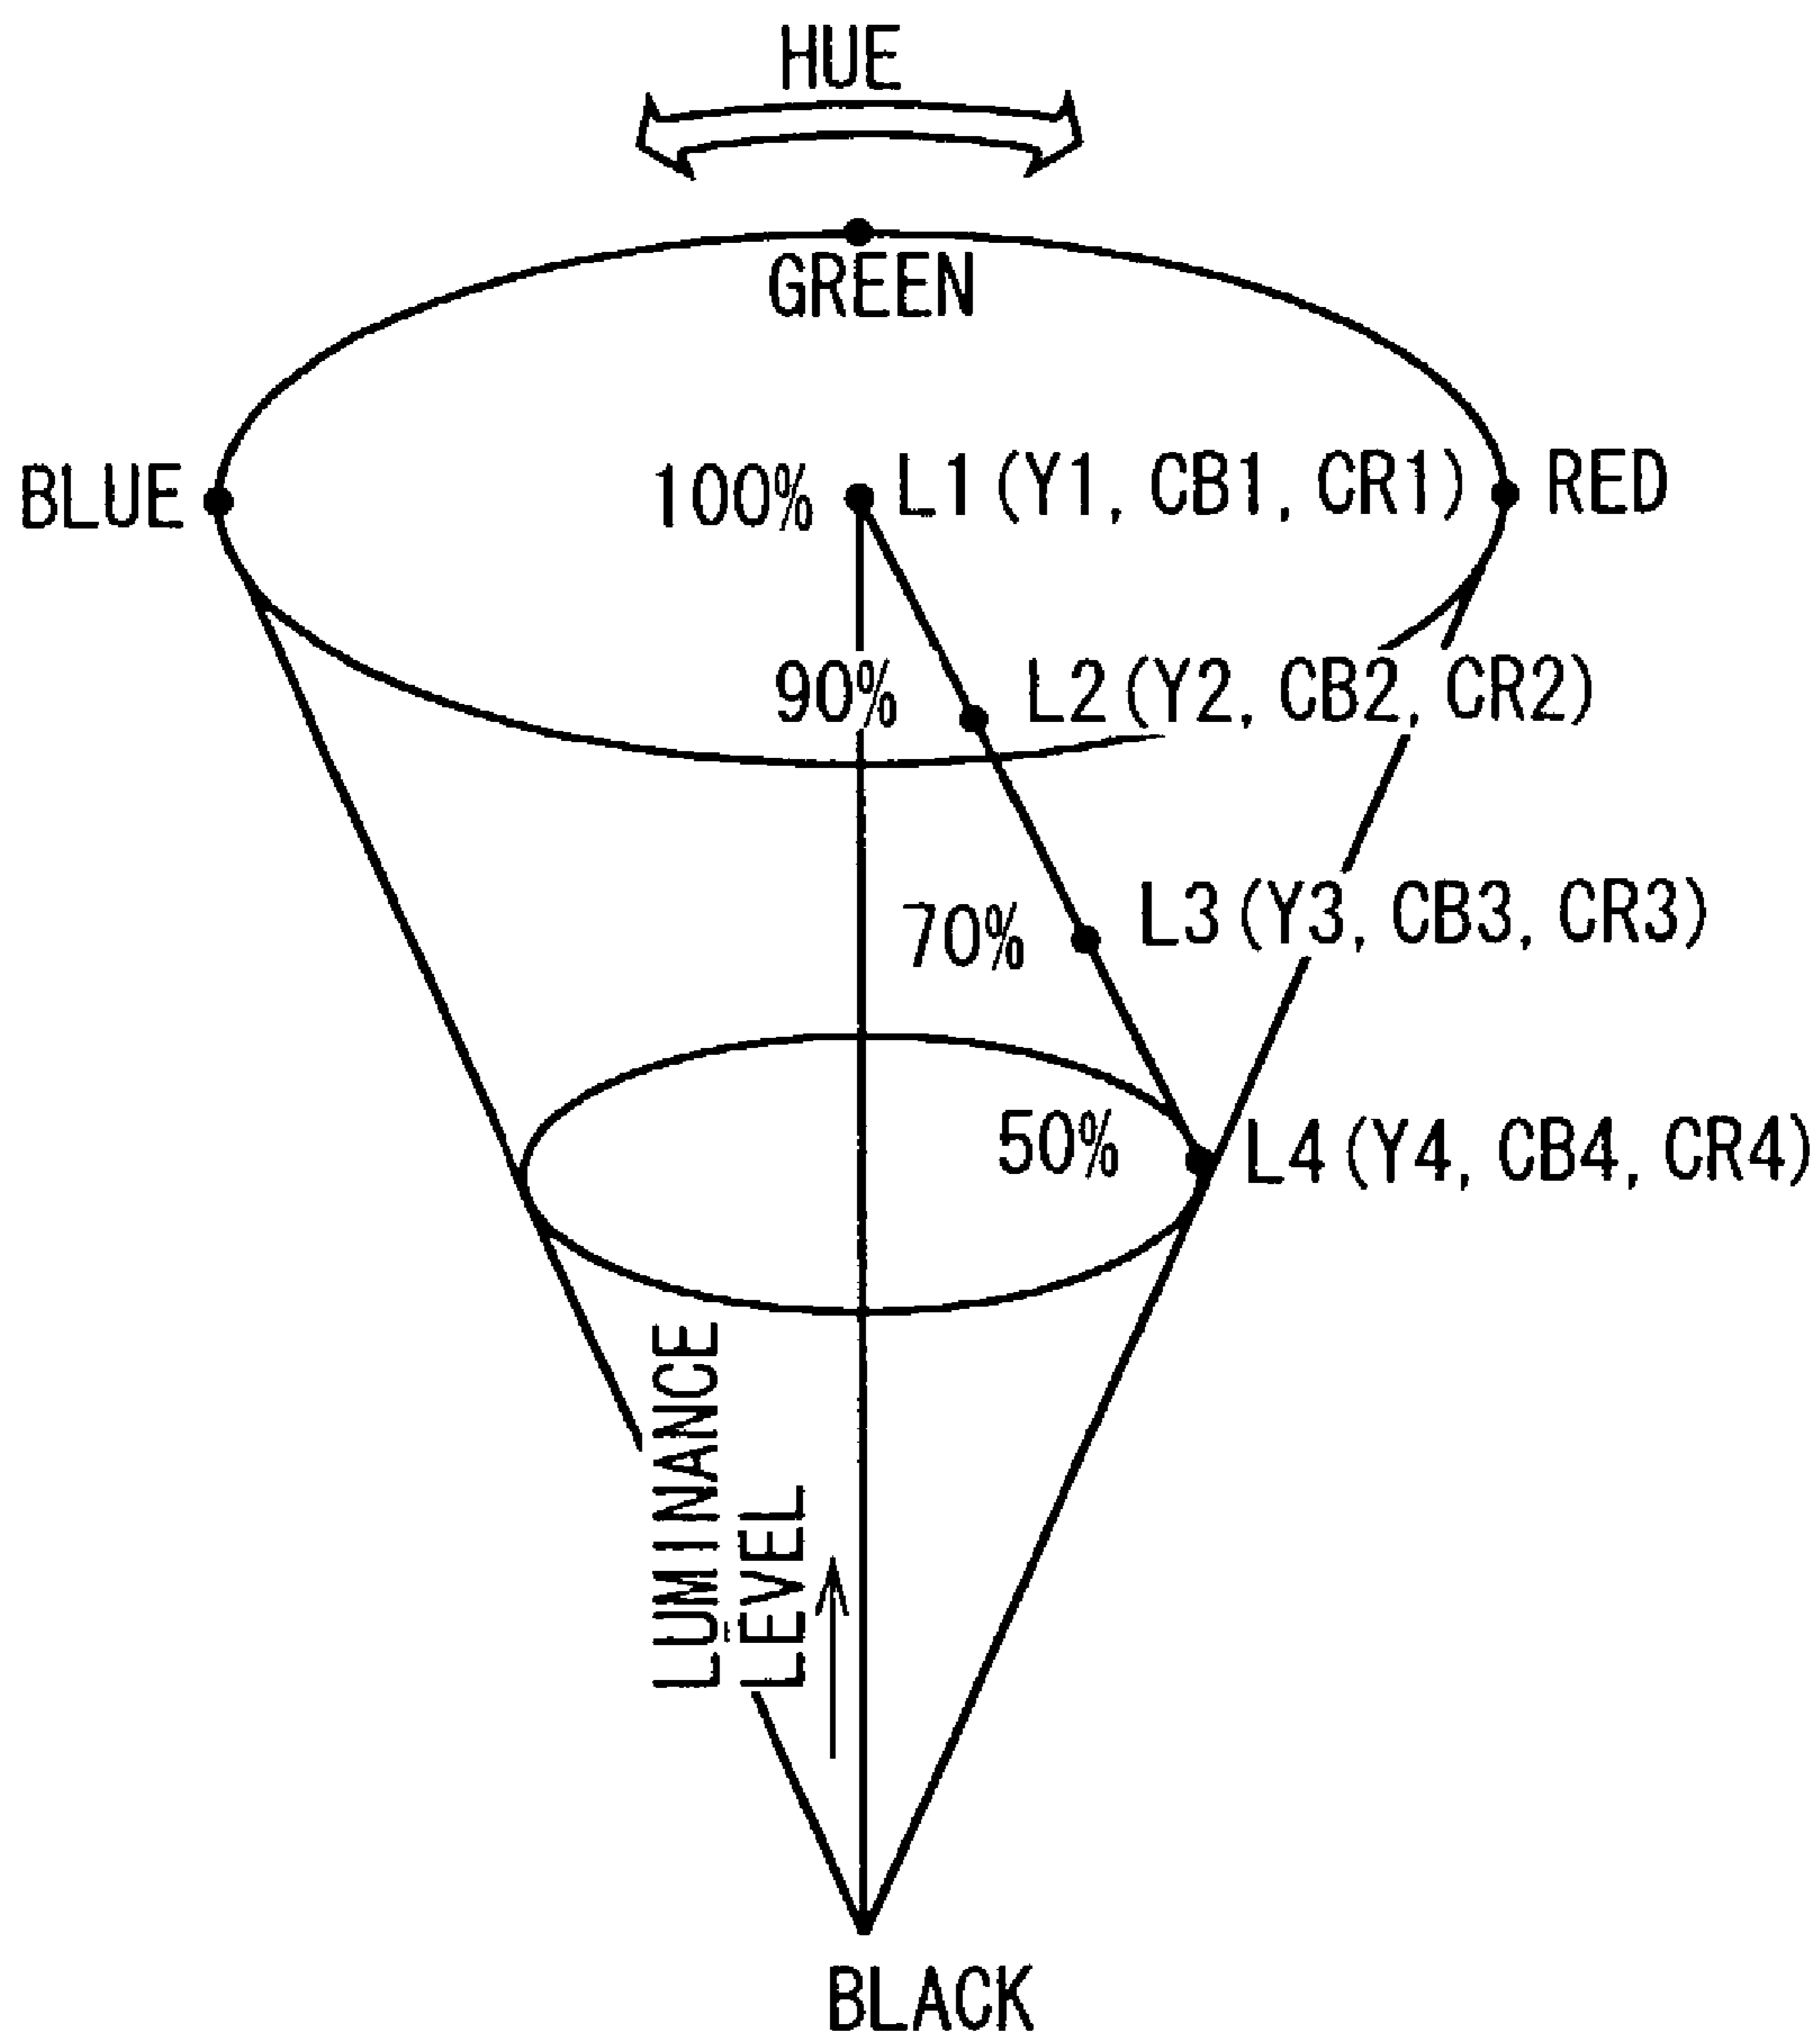 HUE
GREEN
BLUE
100%
L1 (Y1, CB1, CR1)
RED
90%
L2 (Y2, CB2, CR2)
70%
L3 (Y3, CB3, CR3)
50%
L4 (Y4, CB4, CR4)
LUMINANCE
LEVEL
BLACK